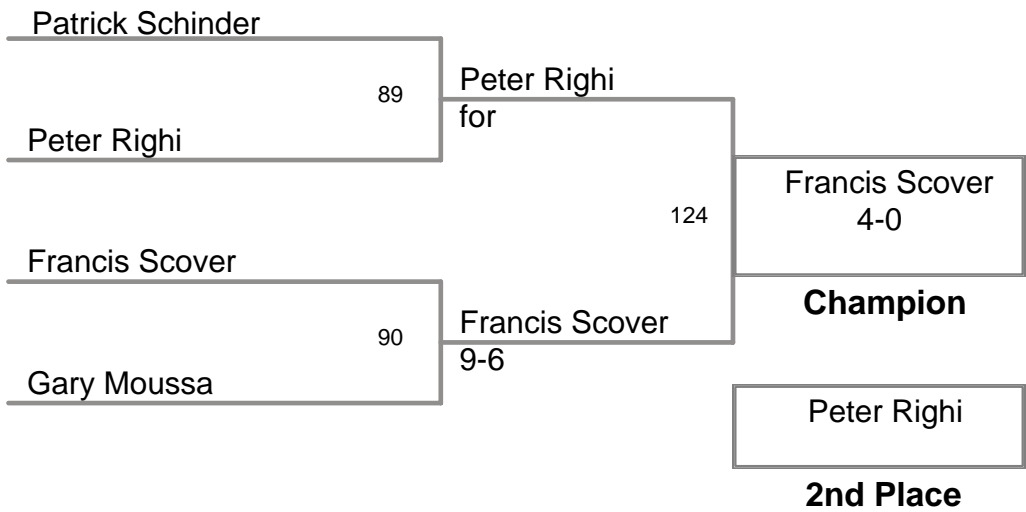 Patrick Schinder
89
Peter Righi
for
Peter Righi
Francis Scover
4-0
124
Francis Scover
Champion
Francis Scover
9-6
90
Gary Moussa
Peter Righi
2nd Place